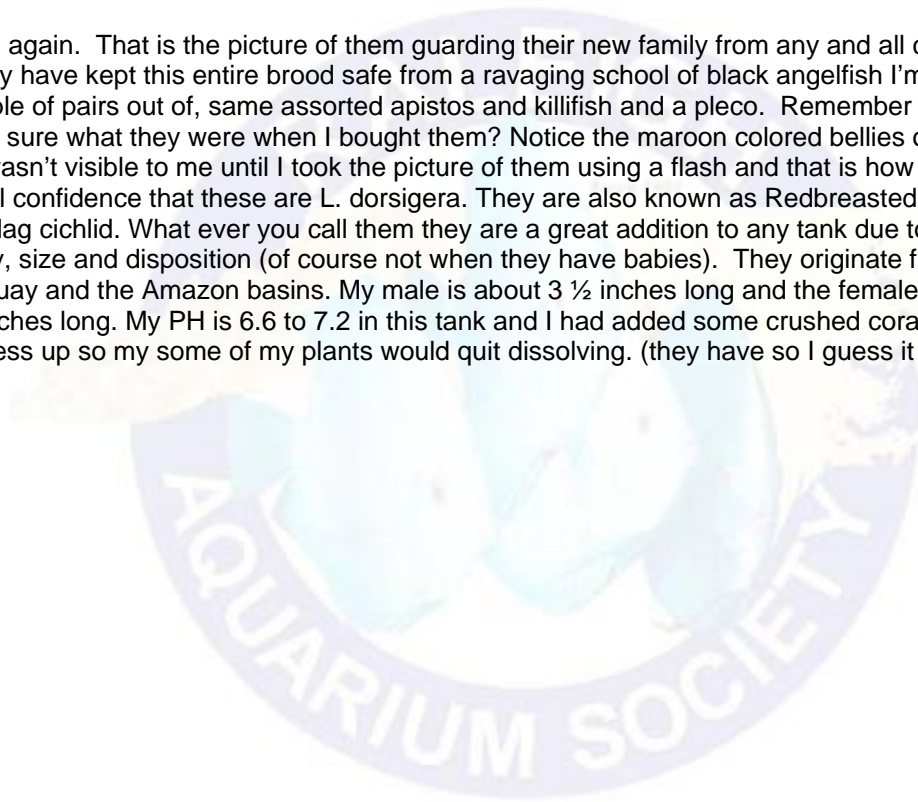 again. That is the picture of them guarding their new family from any and all
y have kept this entire brood safe from a ravaging school of black angelfish I'm
ple of pairs out of, same assorted apistos and killifish and a pleco. Remember
sure what they were when I bought them? Notice the maroon colored bellies
wasn't visible to me until I took the picture of them using a flash and that is how
l confidence that these are L. dorsigera. They are also known as Redbreasted
lag cichlid. What ever you call them they are a great addition to any tank due to
y, size and disposition (of course not when they have babies). They originate
uay and the Amazon basins. My male is about 3 ½ inches long and the female
ches long. My PH is 6.6 to 7.2 in this tank and I had added some crushed
ess up so my some of my plants would quit dissolving. (they have so I guess it
AQUARIUM SOCIETY